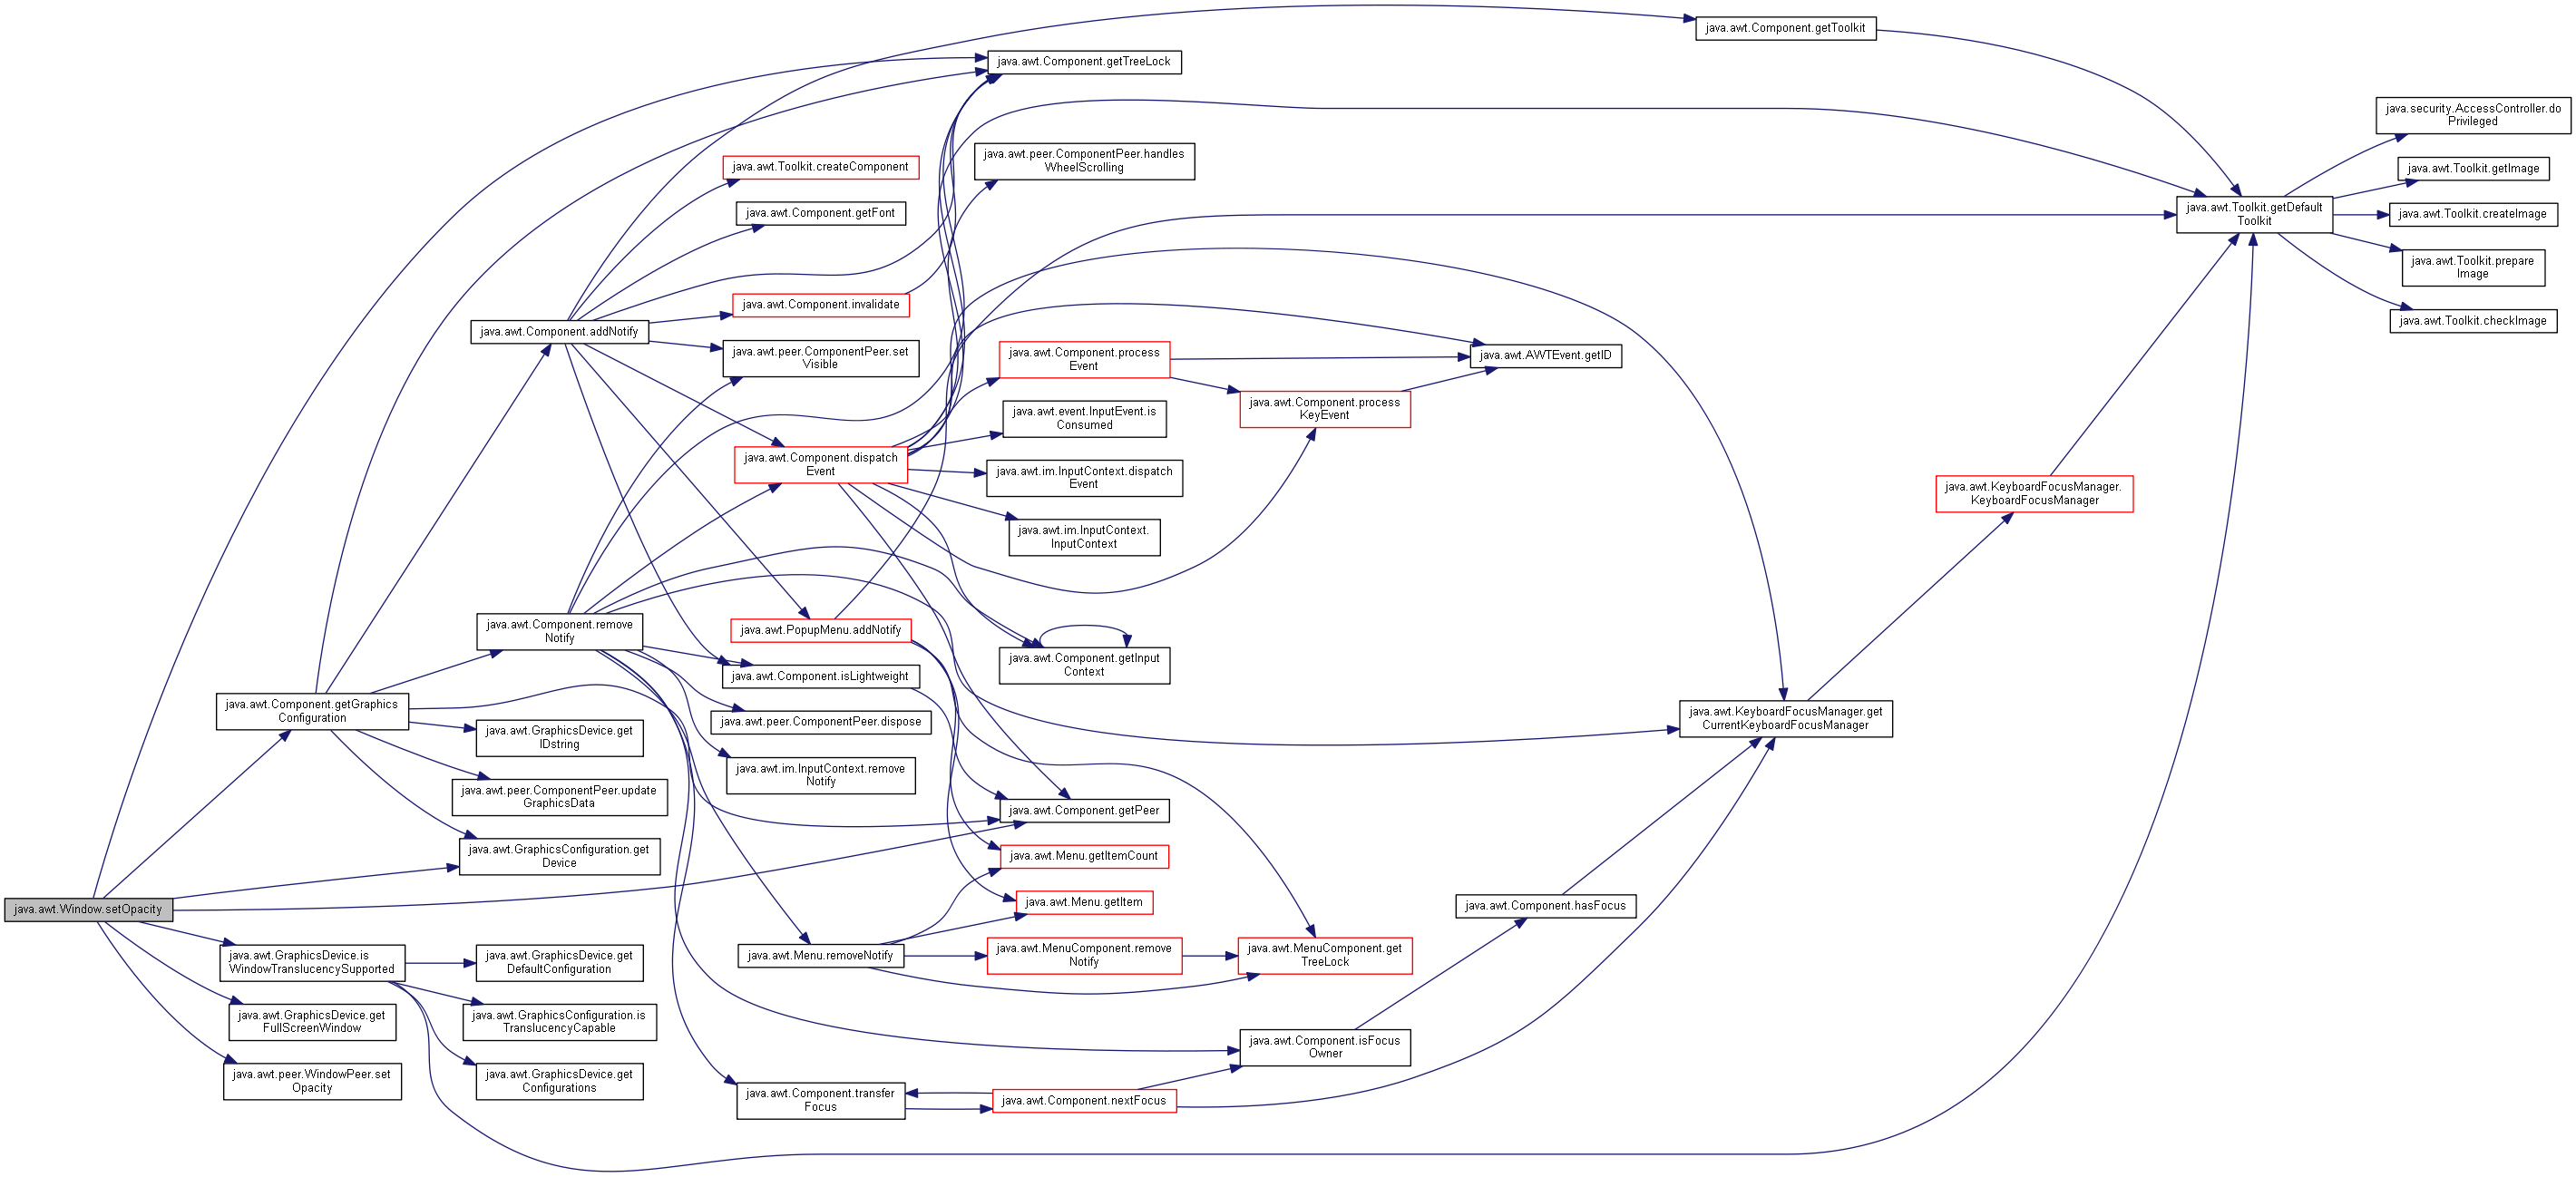 java.awt.Component.getToolkit
java.awt.Component.getTreeLock
java.security.AccessController.do
Privileged
java.awt.peer.ComponentPeer.handles
WheelScrolling
java.awt.Toolkit.createComponent
java.awt.Toolkit.getImage
java.awt.Component.getFont
java.awt.Toolkit.getDefault
Toolkit
java.awt.Toolkit.createImage
java.awt.Toolkit.prepare
Image
java.awt.Component.invalidate
java.awt.Toolkit.checkImage
java.awt.Component.addNotify
java.awt.peer.ComponentPeer.set
Visible
java.awt.Component.process
Event
java.awt.AWTEvent.getID
java.awt.Component.process
KeyEvent
java.awt.event.InputEvent.is
Consumed
java.awt.Component.dispatch
Event
java.awt.im.InputContext.dispatch
Event
java.awt.KeyboardFocusManager.
KeyboardFocusManager
java.awt.im.InputContext.
InputContext
java.awt.Component.remove
Notify
java.awt.PopupMenu.addNotify
java.awt.Component.getInput
Context
java.awt.Component.isLightweight
java.awt.Component.getGraphics
Configuration
java.awt.peer.ComponentPeer.dispose
java.awt.KeyboardFocusManager.get
CurrentKeyboardFocusManager
java.awt.GraphicsDevice.get
IDstring
java.awt.im.InputContext.remove
Notify
java.awt.peer.ComponentPeer.update
GraphicsData
java.awt.Component.getPeer
java.awt.GraphicsConfiguration.get
Device
java.awt.Menu.getItemCount
java.awt.Menu.getItem
java.awt.Component.hasFocus
java.awt.Window.setOpacity
java.awt.Menu.removeNotify
java.awt.MenuComponent.remove
Notify
java.awt.MenuComponent.get
TreeLock
java.awt.GraphicsDevice.is
WindowTranslucencySupported
java.awt.GraphicsDevice.get
DefaultConfiguration
java.awt.GraphicsDevice.get
FullScreenWindow
java.awt.GraphicsConfiguration.is
TranslucencyCapable
java.awt.Component.isFocus
Owner
java.awt.peer.WindowPeer.set
Opacity
java.awt.GraphicsDevice.get
Configurations
java.awt.Component.transfer
Focus
java.awt.Component.nextFocus